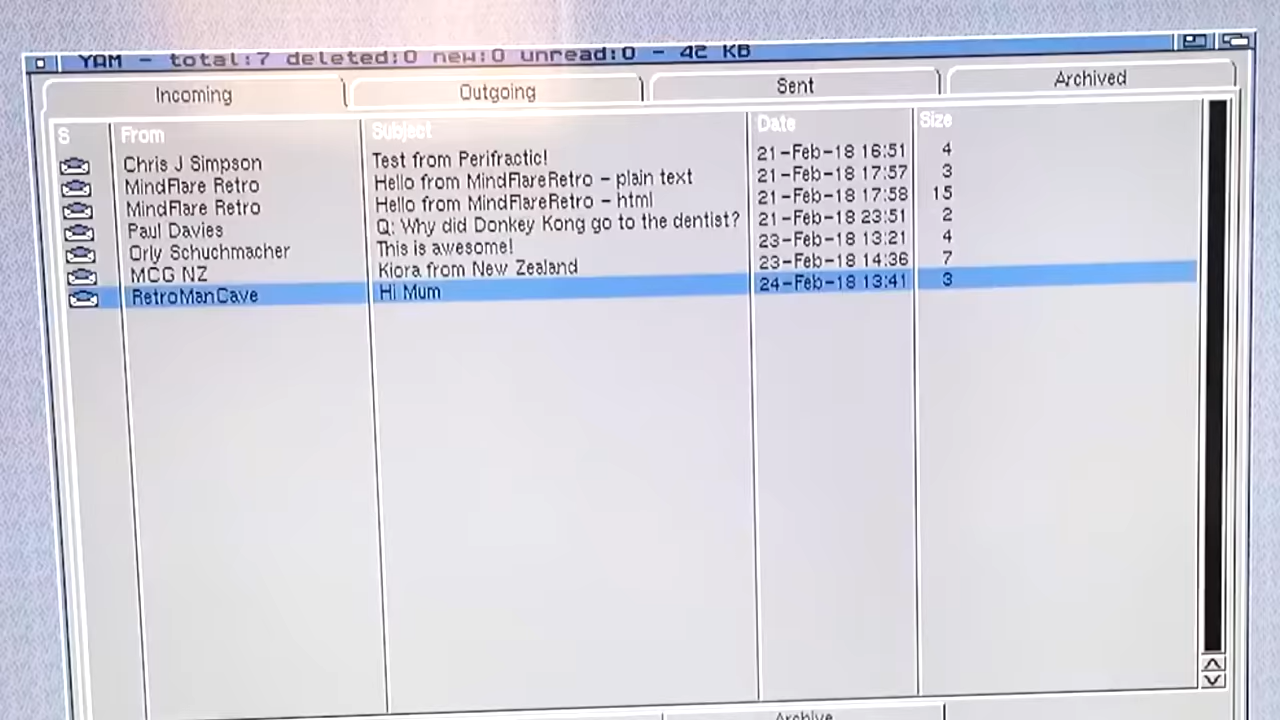 YAM - total:7 deleted:0 new:0 unread:0 - 42 KB
Incoming Outgoing Sent Archived
S From Subject Date Size
Chris J Simpson Test from Perifractic! 21-Feb-18 16:51 4
MindFlare Retro Hello from MindFlareRetro - plain text 21-Feb-18 17:57 3
MindFlare Retro Hello from MindFlareRetro - html 21-Feb-18 17:58 15
Paul Davies Q: Why did Donkey Kong go to the dentist? 21-Feb-18 23:51 2
Orly Schuchmacher This is awesome! 23-Feb-18 13:21 4
MCG NZ Kiora from New Zealand 23-Feb-18 14:36 7
RetroManCave Hi Mum 24-Feb-18 13:41 3
Archive